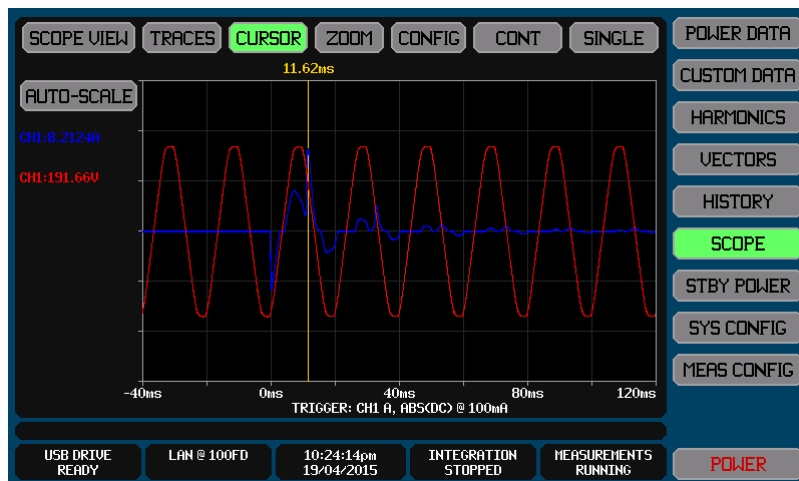 SCOPE VIEW TRACES CURSOR ZOOM CONFIG CONT SINGLE
POWER DATA
11.62ms
CUSTOM DATA
AUTO-SCALE
HARMONICS
CH1:8.2124A
VECTORS
CH1:191.66V
HISTORY
SCOPE
STBY POWER
SYS CONFIG
MEAS CONFIG
-40ms 0ms 40ms 80ms 120ms
TRIGGER: CH1 A, ABS(DC) @ 100mA
USB DRIVE READY
LAN @ 100FD
10:24:14pm 19/04/2015
INTEGRATION STOPPED
MEASUREMENTS RUNNING
POWER